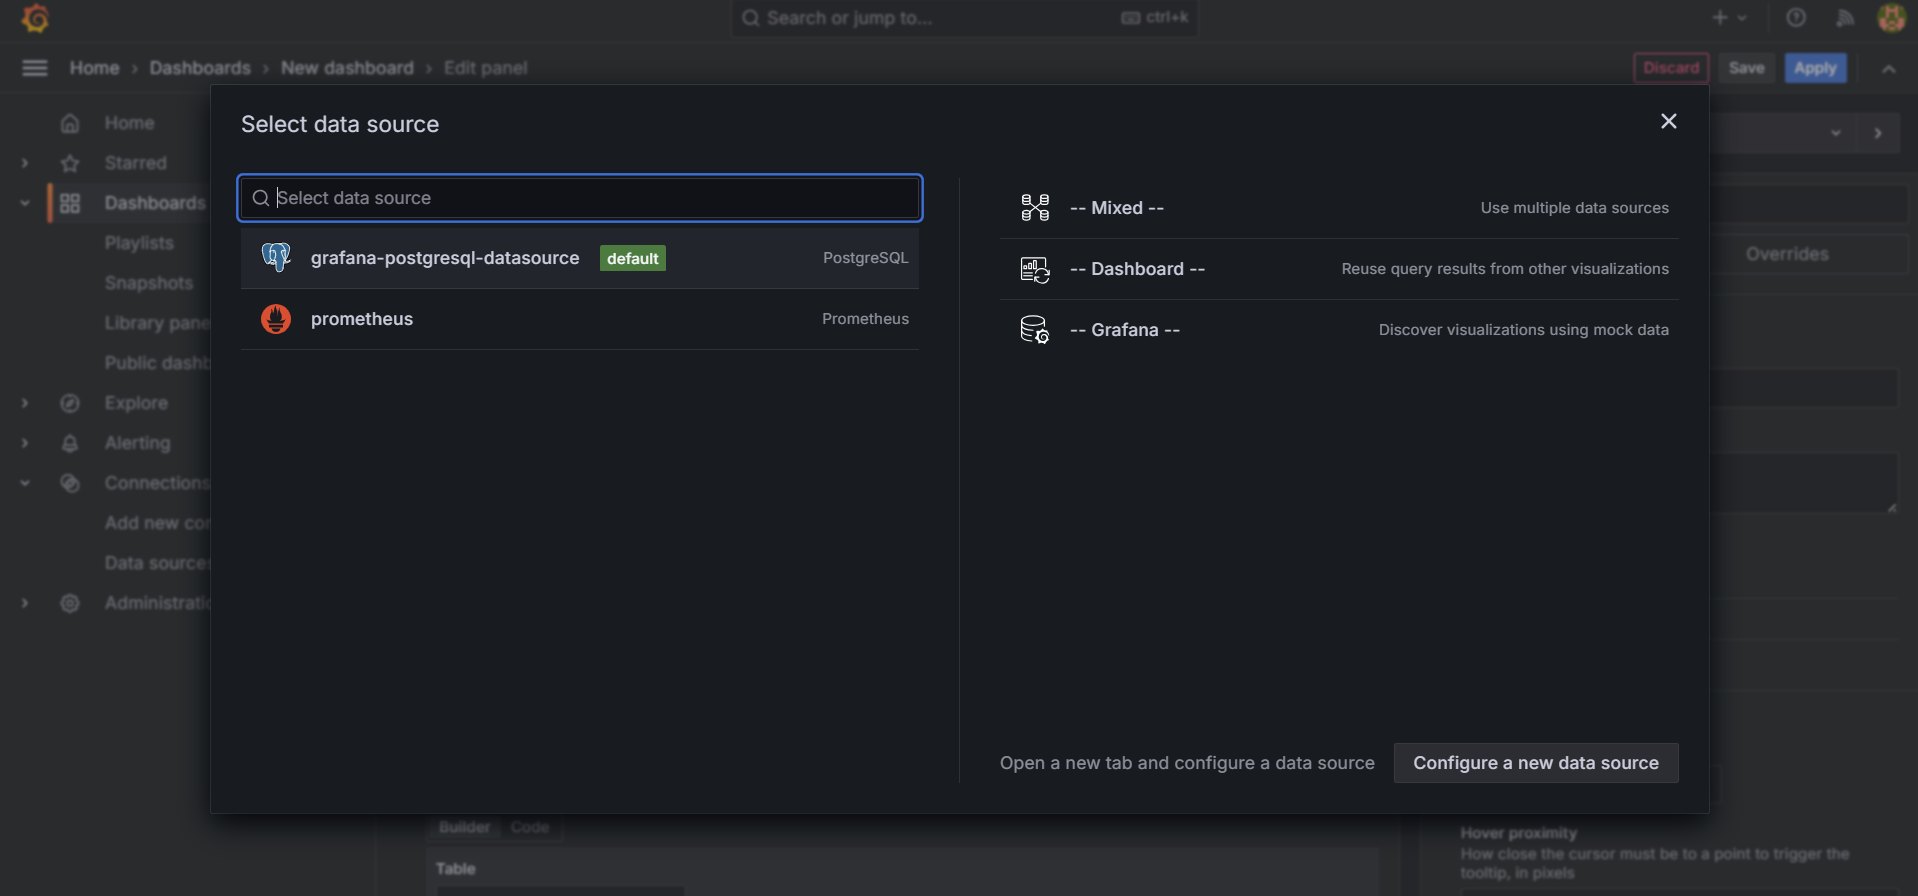 Search or jump to...
ctrl+k
Home
Dashboards
New dashboard
Edit panel
Discard
Save
Apply
Home
Starred
Dashboards
Playlists
Snapshots
Library pane
Public dashb
Explore
Alerting
Connections
Add new con
Data sources
Administratio
Select data source
Select data source
grafana-postgresql-datasource
default
PostgreSQL
prometheus
Prometheus
-- Mixed --
Use multiple data sources
-- Dashboard --
Reuse query results from other visualizations
-- Grafana --
Discover visualizations using mock data
Open a new tab and configure a data source
Configure a new data source
Overrides
Builder
Code
Table
Hover proximity
How close the cursor must be to a point to trigger the
tooltip, in pixels